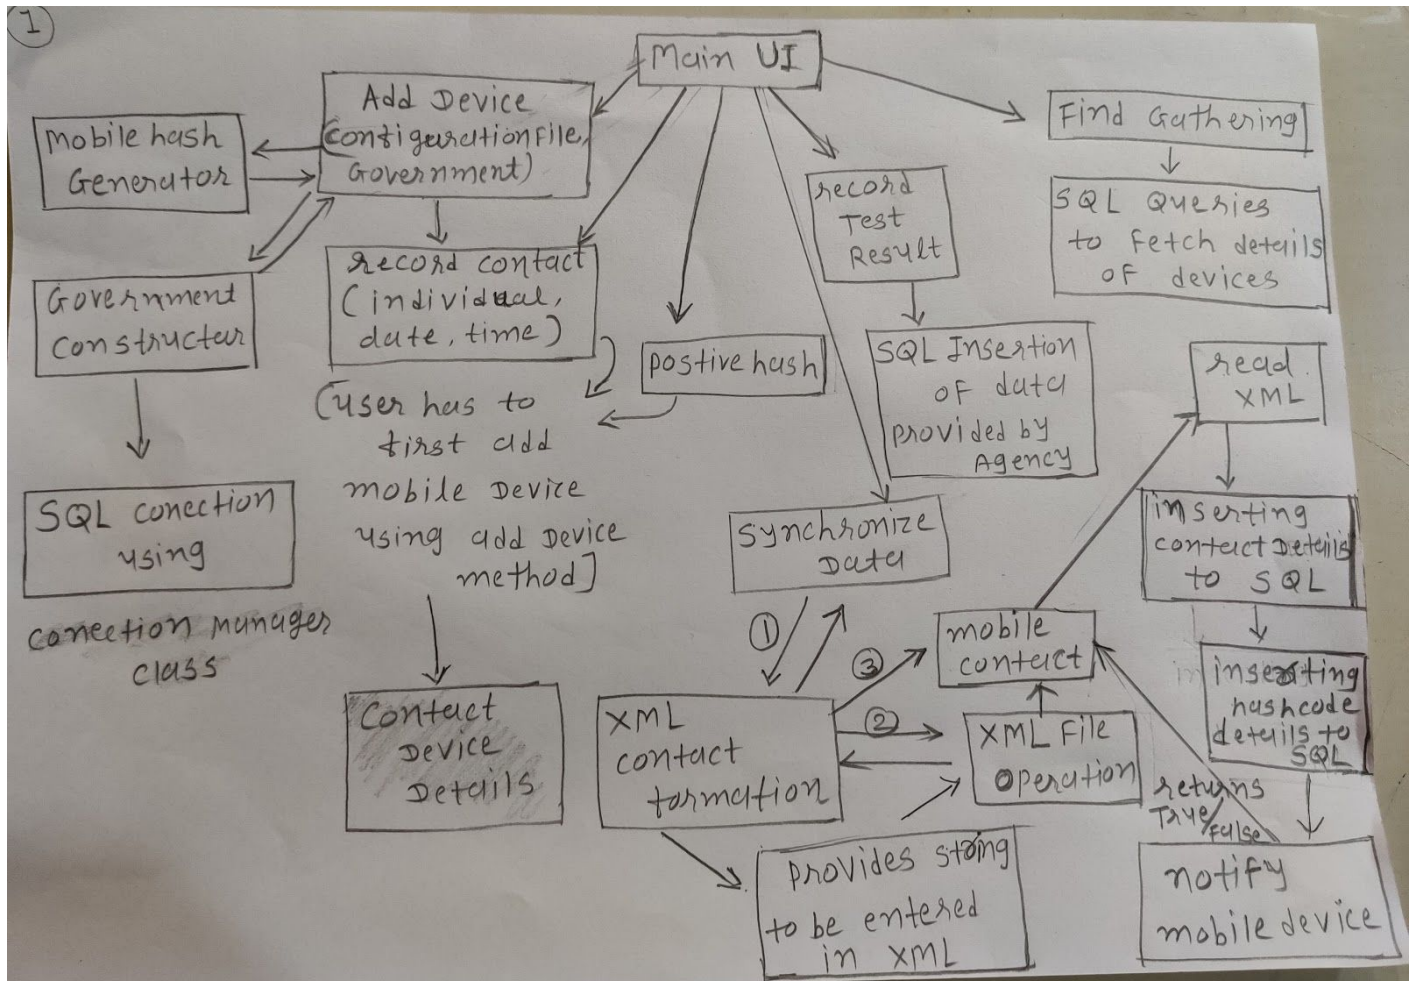 1
Main UI
Add Device
(configurationFile,
Government)
Mobile hash
Generator
Find Gathering
record
Test
Result
SQL Queries
to Fetch details
OF devices
record contact
(individual,
date, time)
Government
constructur
postive hash
SQL Insertion
OF data
provided by
Agency
read
XML
[user has to
first add
mobile Device
using add Device
method]
SQL conection
using
conection manager
class
Synchronize
Data
inserting
contact Details
to SQL
1
mobile
contect
3
inserting
hashcode
details to
SQL
Contact
Device
Details
XML
contact
formation
2
XML File
Operation
returns
True/
False
provides string
to be entered
in XML
notify
mobile device